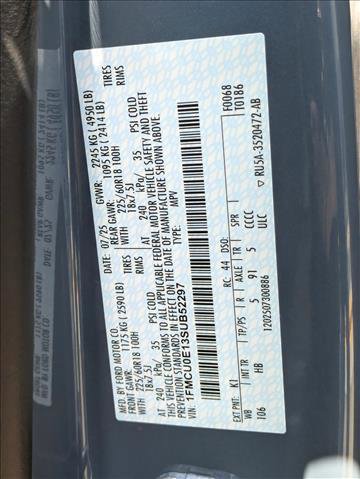 MFD. BY FORD MOTOR CO.
DATE: 07/25 GVWR: 2245 KG ( 4950 LB)
FRONT GAWR: 1175 KG (2590 LB) REAR GAWR: 1095 KG ( 2414 LB)
225/60R18 100H TIRES 225/60R18 100H TIRES
18x7.5J RIMS 18x7.5J RIMS
AT 240 kPa/ 35 PSI COLD AT 240 kPa/ 35 PSI COLD
THIS VEHICLE CONFORMS TO ALL APPLICABLE FEDERAL MOTOR VEHICLE SAFETY AND THEFT
PREVENTION STANDARDS IN EFFECT ON THE DATE OF MANUFACTURE SHOWN ABOVE.
VIN: 1FMCU0E13SUB52297
TYPE: MPV
F0068
T0186
1202507300886
EXT PNT: K1 RC: 44 DSO:
WB INT TR TP/PS R AXLE TR SPR
106 HB 5 91 5 CCCC
ULC
RU5A-3520472-AB